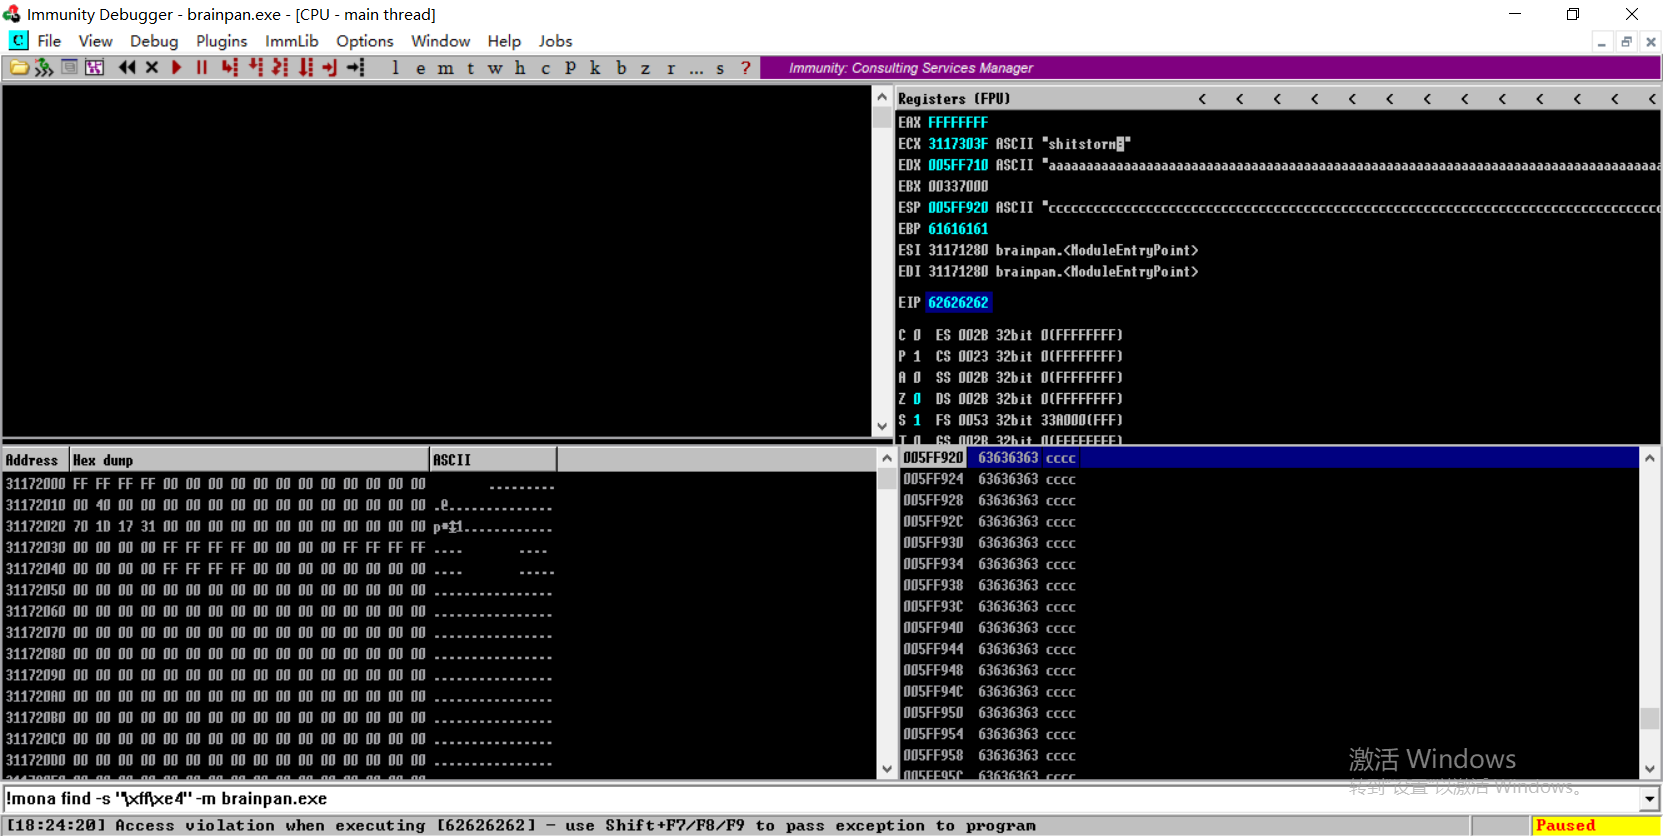 Immunity Debugger - brainpan.exe - [CPU - main thread]
C File View Debug Plugins ImmLib Options Window Help Jobs
l e m t w h c P k b z r ... s ? Immunity: Consulting Services Manager
Registers (FPU) < < < < < < < < < < < < <
EAX FFFFFFFF
ECX 3117303F ASCII "shitstorm"
EDX 005FF710 ASCII "aaaaaaaaaaaaaaaaaaaaaaaaaaaaaaaaaaaaaaaaaaaaaaaaaaaaaaaaaaaaaaaaaaaaaaaaaaaaaaaaaa
EBX 00337000
ESP 005FF920 ASCII "cccccccccccccccccccccccccccccccccccccccccccccccccccccccccccccccccccccccccccccccccc
EBP 61616161
ESI 31171280 brainpan.<ModuleEntryPoint>
EDI 31171280 brainpan.<ModuleEntryPoint>
EIP 62626262
C 0 ES 002B 32bit 0(FFFFFFFF)
P 1 CS 0023 32bit 0(FFFFFFFF)
A 0 SS 002B 32bit 0(FFFFFFFF)
Z 0 DS 002B 32bit 0(FFFFFFFF)
S 1 FS 0053 32bit 33A000(FFF)
T 0 GS 002B 32bit 0(FFFFFFFF)
Address Hex dump ASCII
31172000 FF FF FF FF 00 00 00 00 00 00 00 00 00 00 00 00 .........
31172010 00 40 00 00 00 00 00 00 00 00 00 00 00 00 00 00 .@..............
31172020 70 1D 17 31 00 00 00 00 00 00 00 00 00 00 00 00 p↔‡1............
31172030 00 00 00 00 FF FF FF FF 00 00 00 00 FF FF FF FF .... ....
31172040 00 00 00 00 FF FF FF FF 00 00 00 00 00 00 00 00 .... .....
31172050 00 00 00 00 00 00 00 00 00 00 00 00 00 00 00 00 ................
31172060 00 00 00 00 00 00 00 00 00 00 00 00 00 00 00 00 ................
31172070 00 00 00 00 00 00 00 00 00 00 00 00 00 00 00 00 ................
31172080 00 00 00 00 00 00 00 00 00 00 00 00 00 00 00 00 ................
31172090 00 00 00 00 00 00 00 00 00 00 00 00 00 00 00 00 ................
311720A0 00 00 00 00 00 00 00 00 00 00 00 00 00 00 00 00 ................
311720B0 00 00 00 00 00 00 00 00 00 00 00 00 00 00 00 00 ................
311720C0 00 00 00 00 00 00 00 00 00 00 00 00 00 00 00 00 ................
311720D0 00 00 00 00 00 00 00 00 00 00 00 00 00 00 00 00 ................
005FF920 63636363 cccc
005FF924 63636363 cccc
005FF928 63636363 cccc
005FF92C 63636363 cccc
005FF930 63636363 cccc
005FF934 63636363 cccc
005FF938 63636363 cccc
005FF93C 63636363 cccc
005FF940 63636363 cccc
005FF944 63636363 cccc
005FF948 63636363 cccc
005FF94C 63636363 cccc
005FF950 63636363 cccc
005FF954 63636363 cccc
005FF958 63636363 cccc
005FF95C 63636363 cccc
激活 Windows
转到"设置"以激活 Windows。
!mona find -s "\xff\xe4" -m brainpan.exe
[18:24:20] Access violation when executing [62626262] - use Shift+F7/F8/F9 to pass exception to program
Paused